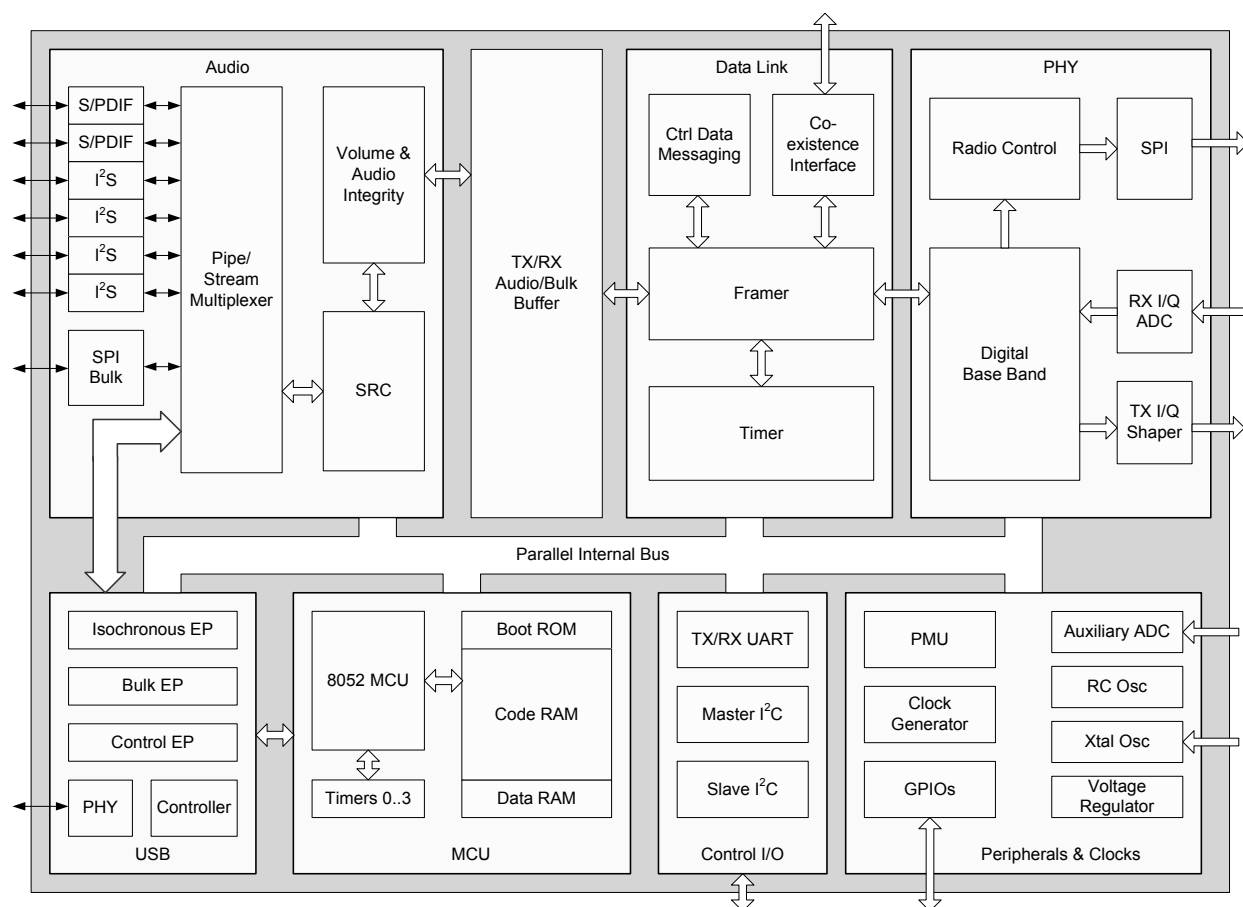 Audio
S/PDIF
S/PDIF
I²S
I²S
I²S
I²S
SPI
Bulk
Pipe/
Stream
Multiplexer
Volume &
Audio
Integrity
SRC
TX/RX
Audio/Bulk
Buffer
Data Link
Ctrl Data
Messaging
Co-
existence
Interface
Framer
Timer
PHY
Radio Control
SPI
Digital
Base Band
RX I/Q
ADC
TX I/Q
Shaper
Parallel Internal Bus
Isochronous EP
Bulk EP
Control EP
PHY
Controller
USB
8052 MCU
Timers 0..3
Boot ROM
Code RAM
Data RAM
MCU
TX/RX UART
Master I²C
Slave I²C
Control I/O
PMU
Clock
Generator
GPIOs
Auxiliary ADC
RC Osc
Xtal Osc
Voltage
Regulator
Peripherals & Clocks